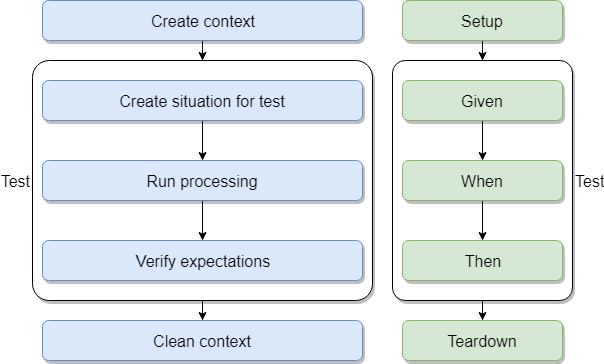 Create context
Setup
Create situation for test
Given
Test
Run processing
When
Test
Verify expectations
Then
Clean context
Teardown